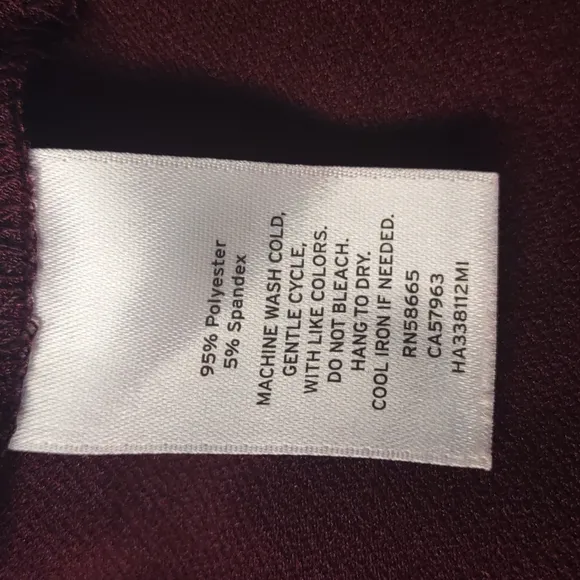 95% Polyester
5% Spandex
MACHINE WASH COLD,
GENTLE CYCLE,
WITH LIKE COLORS.
DO NOT BLEACH.
HANG TO DRY.
COOL IRON IF NEEDED.
RN58665
CA57963
HA338112MI